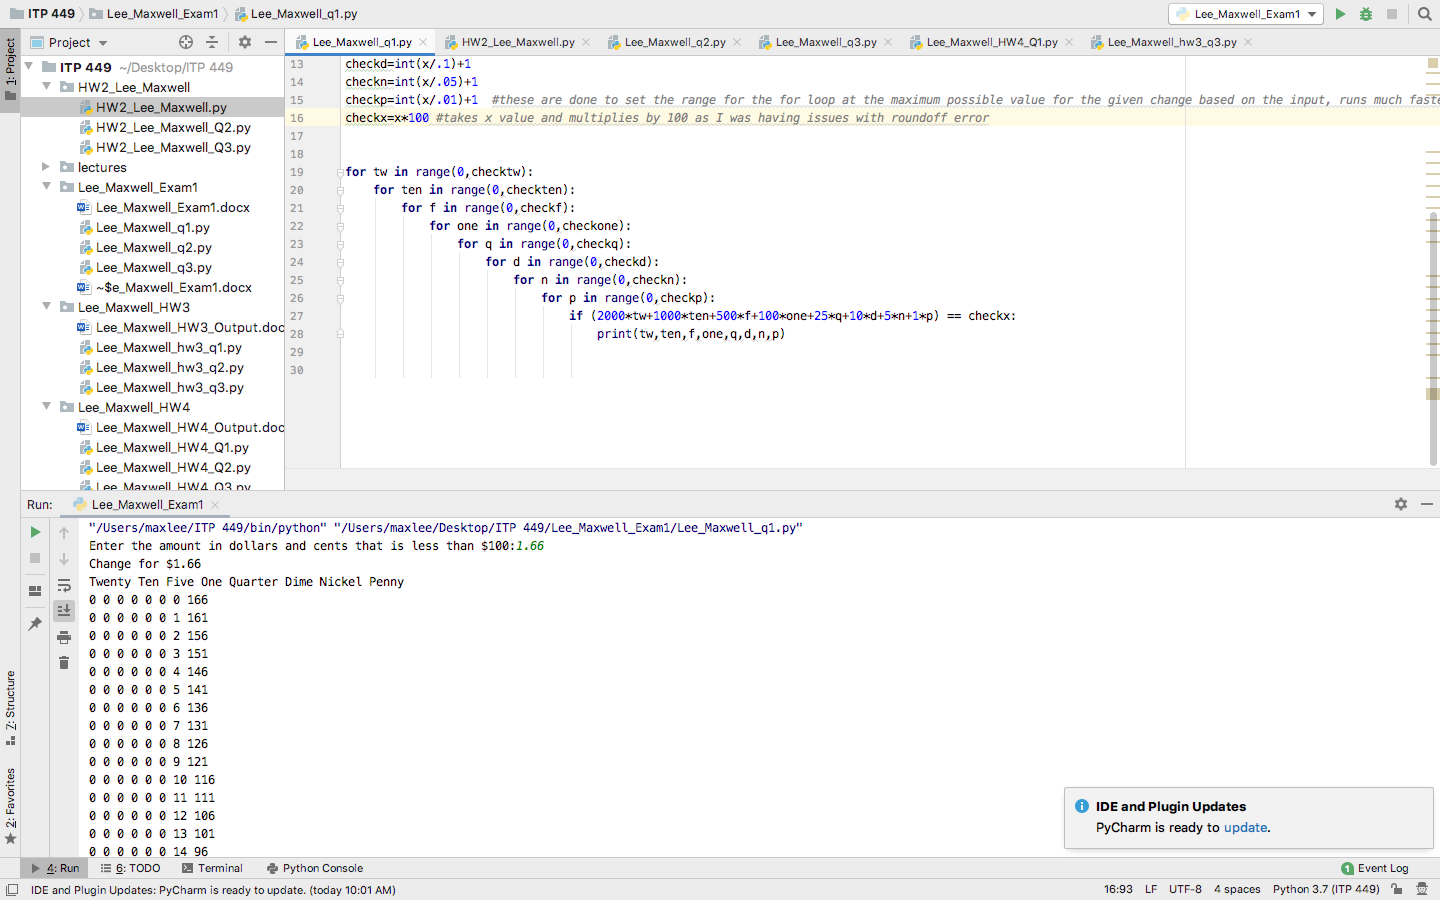 ITP 449 Lee_Maxwell_Exam1 Lee_Maxwell_q1.py
Lee_Maxwell_Exam1
1: Project
Project
Lee_Maxwell_q1.py HW2_Lee_Maxwell.py Lee_Maxwell_q2.py Lee_Maxwell_q3.py Lee_Maxwell_HW4_Q1.py Lee_Maxwell_hw3_q3.py
ITP 449 ~/Desktop/ITP 449
HW2_Lee_Maxwell
HW2_Lee_Maxwell.py
HW2_Lee_Maxwell_Q2.py
HW2_Lee_Maxwell_Q3.py
lectures
Lee_Maxwell_Exam1
Lee_Maxwell_Exam1.docx
Lee_Maxwell_q1.py
Lee_Maxwell_q2.py
Lee_Maxwell_q3.py
~$e_Maxwell_Exam1.docx
Lee_Maxwell_HW3
Lee_Maxwell_HW3_Output.doc
Lee_Maxwell_hw3_q1.py
Lee_Maxwell_hw3_q2.py
Lee_Maxwell_hw3_q3.py
Lee_Maxwell_HW4
Lee_Maxwell_HW4_Output.doc
Lee_Maxwell_HW4_Q1.py
Lee_Maxwell_HW4_Q2.py
Lee_Maxwell_HW4_Q3.py
13 checkd=int(x/.1)+1
14 checkn=int(x/.05)+1
15 checkp=int(x/.01)+1 #these are done to set the range for the for loop at the maximum possible value for the given change based on the input, runs much faste
16 checkx=x*100 #takes x value and multiplies by 100 as I was having issues with roundoff error
17
18
19 for tw in range(0,checktw):
20 for ten in range(0,checkten):
21 for f in range(0,checkf):
22 for one in range(0,checkone):
23 for q in range(0,checkq):
24 for d in range(0,checkd):
25 for n in range(0,checkn):
26 for p in range(0,checkp):
27 if (2000*tw+1000*ten+500*f+100*one+25*q+10*d+5*n+1*p) == checkx:
28 print(tw,ten,f,one,q,d,n,p)
29
30
Run: Lee_Maxwell_Exam1
"/Users/maxlee/ITP 449/bin/python" "/Users/maxlee/Desktop/ITP 449/Lee_Maxwell_Exam1/Lee_Maxwell_q1.py"
Enter the amount in dollars and cents that is less than $100:1.66
Change for $1.66
Twenty Ten Five One Quarter Dime Nickel Penny
0 0 0 0 0 0 0 166
0 0 0 0 0 0 1 161
0 0 0 0 0 0 2 156
0 0 0 0 0 0 3 151
0 0 0 0 0 0 4 146
0 0 0 0 0 0 5 141
0 0 0 0 0 0 6 136
0 0 0 0 0 0 7 131
0 0 0 0 0 0 8 126
0 0 0 0 0 0 9 121
0 0 0 0 0 0 10 116
0 0 0 0 0 0 11 111
0 0 0 0 0 0 12 106
0 0 0 0 0 0 13 101
0 0 0 0 0 0 14 96
7: Structure
2: Favorites
IDE and Plugin Updates
PyCharm is ready to update.
4: Run 6: TODO Terminal Python Console
1 Event Log
IDE and Plugin Updates: PyCharm is ready to update. (today 10:01 AM)
16:93 LF UTF-8 4 spaces Python 3.7 (ITP 449)